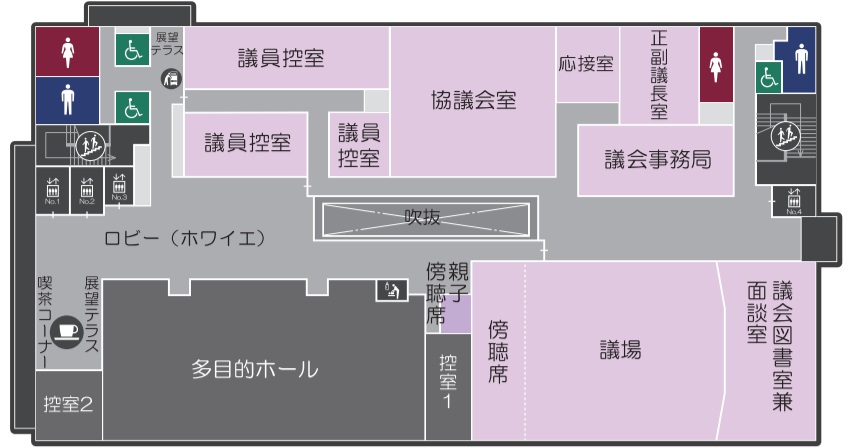 展望
テラス
議員控室
協議会室
応接室
正副議長室
議員控室
議員
控室
議会事務局
No.1
No.2
No.3
No.4
吹抜
ロビー（ホワイエ）
親子
傍聴席
喫茶コーナー
展望テラス
多目的ホール
控室1
傍聴席
議場
議会図書室兼
面談室
控室2